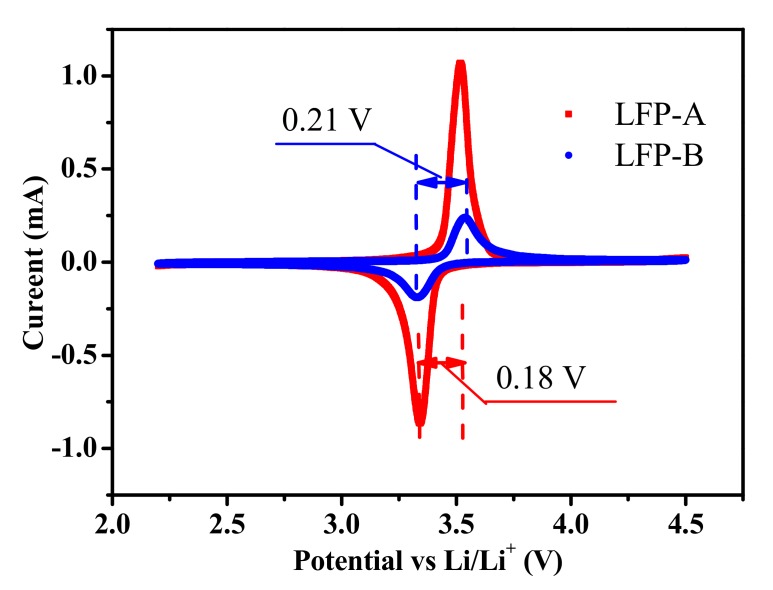 1.0
0.5
0.0
-0.5
-1.0
Cureent (mA)
0.21 V
LFP-A
LFP-B
0.18 V
2.0 2.5 3.0 3.5 4.0 4.5
Potential vs Li/Li⁺ (V)